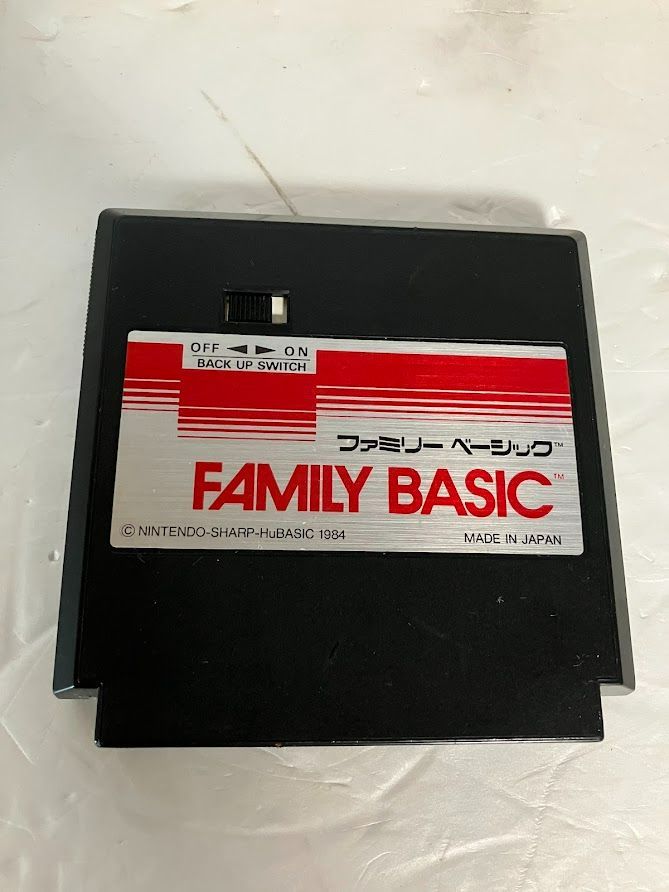 OFF ◄ ► ON
BACK UP SWITCH
ファミリー ベーシック™
FAMILY BASIC™
© NINTENDO-SHARP-HuBASIC 1984
MADE IN JAPAN